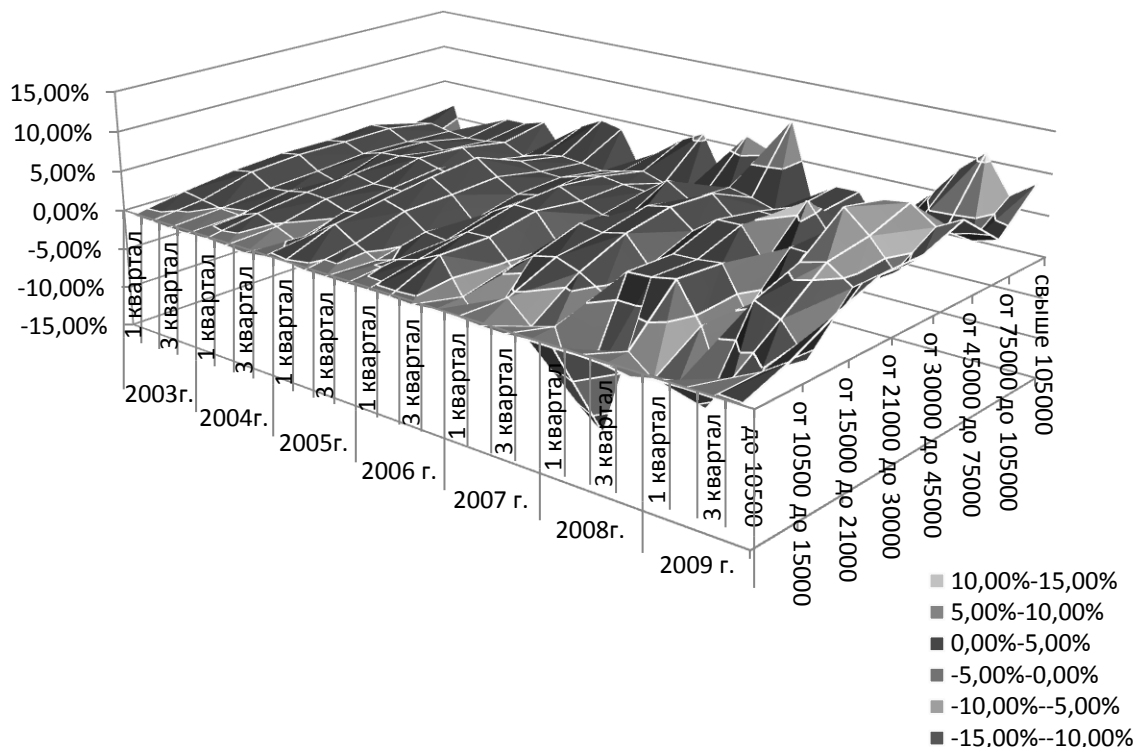 15,00%
10,00%
5,00%
0,00%
-5,00%
-10,00%
-15,00%
1 квартал
3 квартал
1 квартал
3 квартал
1 квартал
3 квартал
1 квартал
3 квартал
1 квартал
3 квартал
1 квартал
3 квартал
1 квартал
3 квартал
2003г.
2004г.
2005г.
2006 г.
2007 г.
2008г.
2009 г.
до 10500
от 10500 до 15000
от 15000 до 21000
от 21000 до 30000
от 30000 до 45000
от 45000 до 75000
от 75000 до 105000
свыше 105000
10,00%-15,00%
5,00%-10,00%
0,00%-5,00%
-5,00%-0,00%
-10,00%--5,00%
-15,00%--10,00%